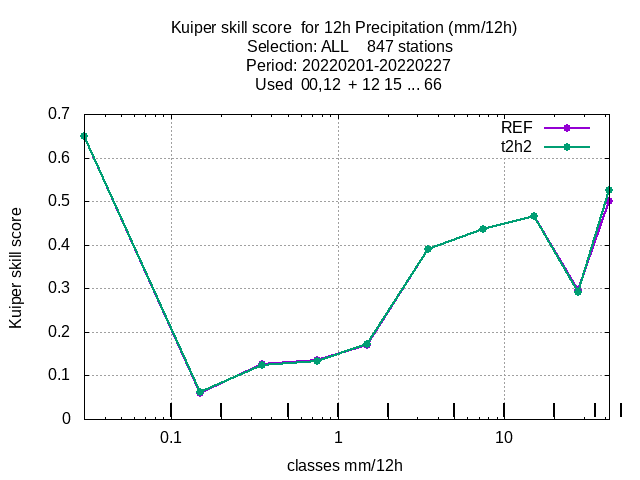 Kuiper skill score  for 12h Precipitation (mm/12h)
Selection: ALL    847 stations
Period: 20220201-20220227
Used  00,12  + 12 15 ... 66
REF
t2h2
0.7
0.6
0.5
0.4
0.3
0.2
0.1
0
Kuiper skill score
0.1 1 10
classes mm/12h